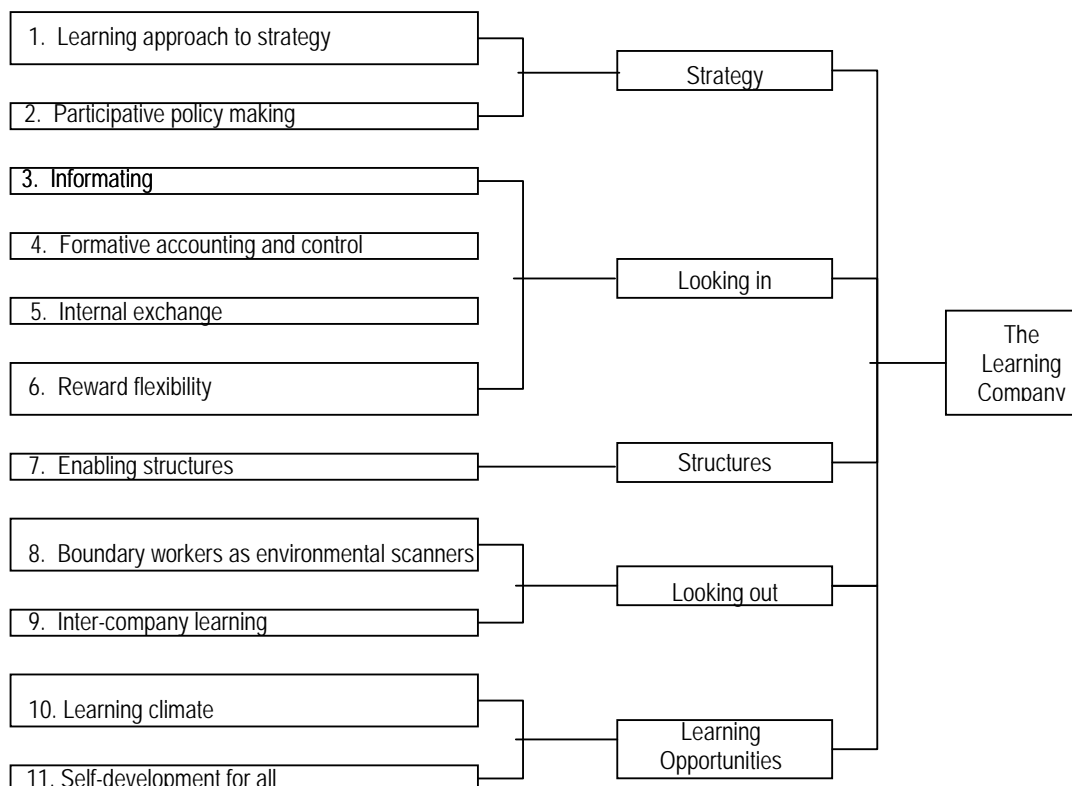 1. Learning approach to strategy
2. Participative policy making
3. Informating
4. Formative accounting and control
5. Internal exchange
6. Reward flexibility
7. Enabling structures
8. Boundary workers as environmental scanners
9. Inter-company learning
10. Learning climate
11. Self-development for all
Strategy
Looking in
Structures
Looking out
Learning
Opportunities
The
Learning
Company